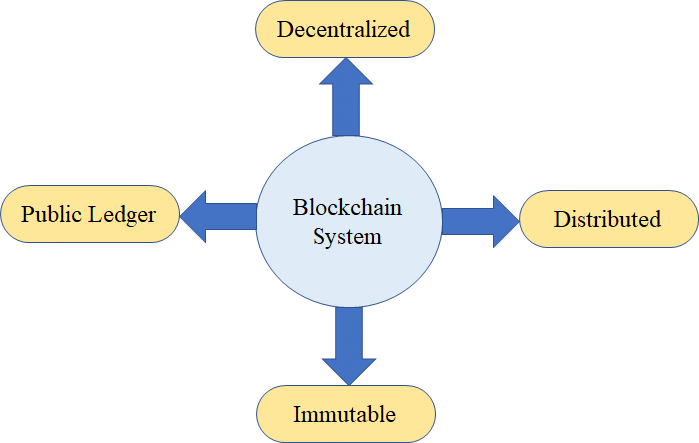 Decentralized
Public Ledger
Blockchain
System
Distributed
Immutable